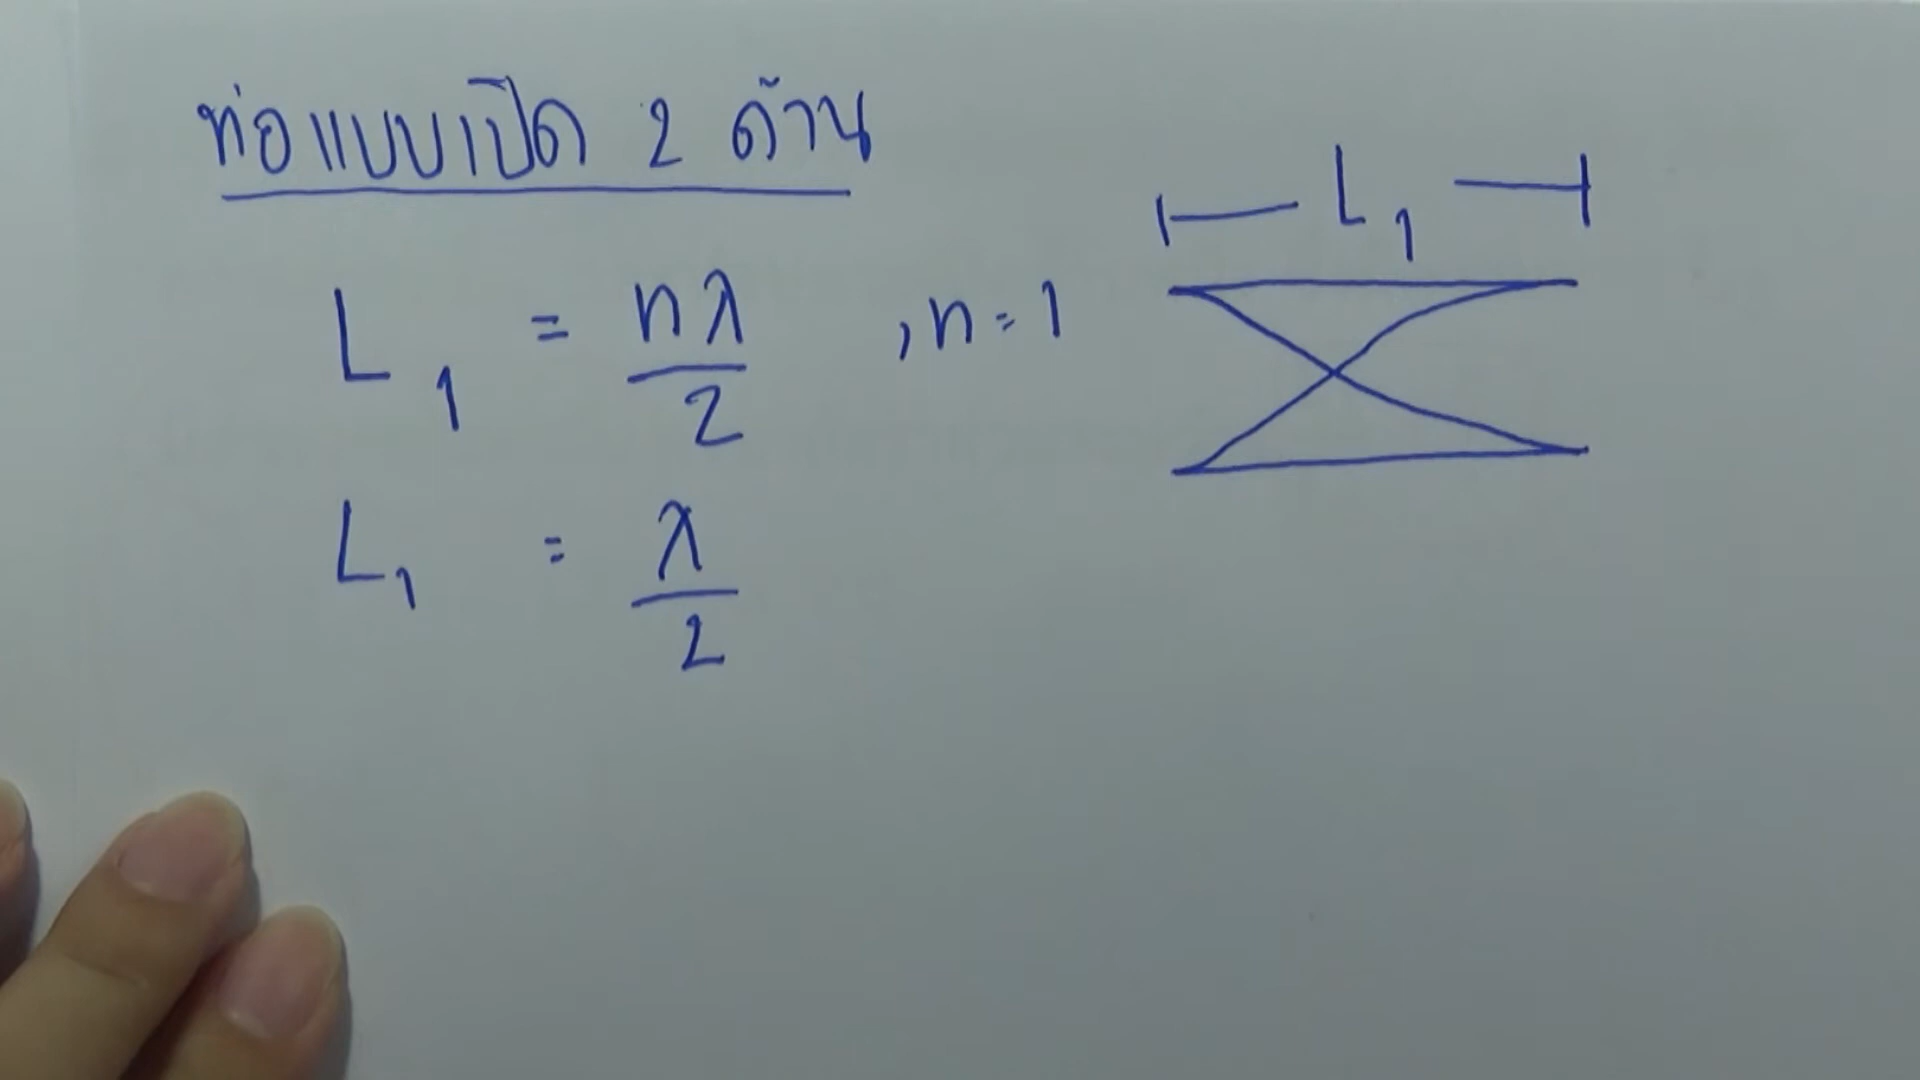 ท่อแบบเปิด 2 ด้าน
L₁
L₁ = nλ/2 , n = 1
L₁ = λ/2